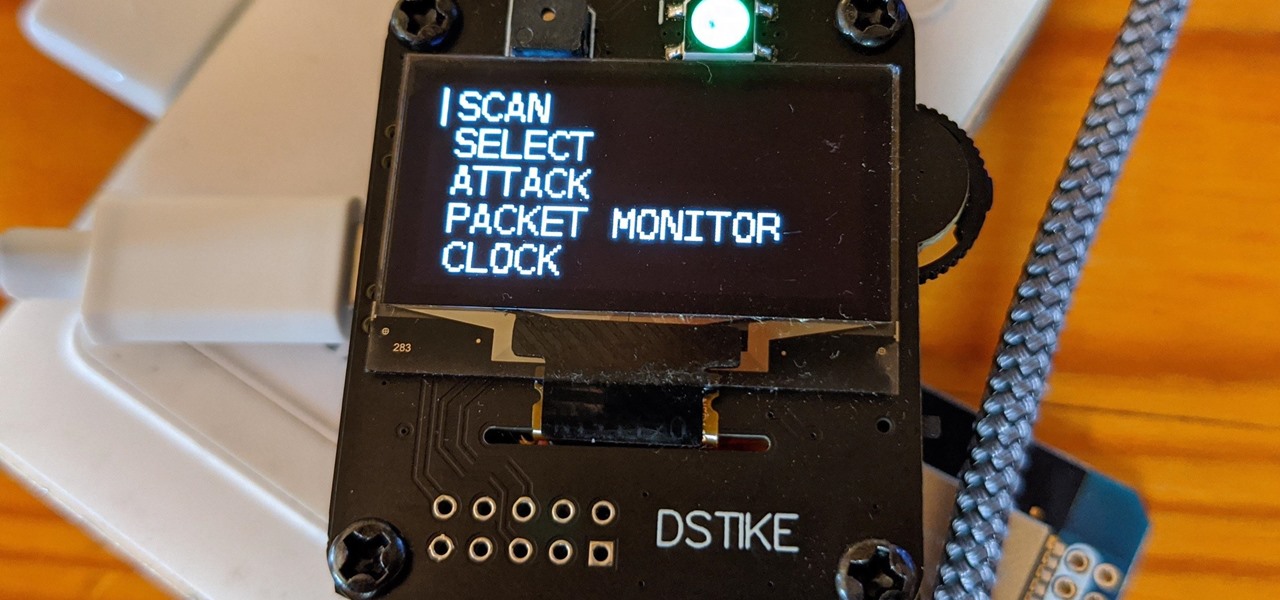 SCAN
SELECT
ATTACK
PACKET MONITOR
CLOCK
283
DSTIKE